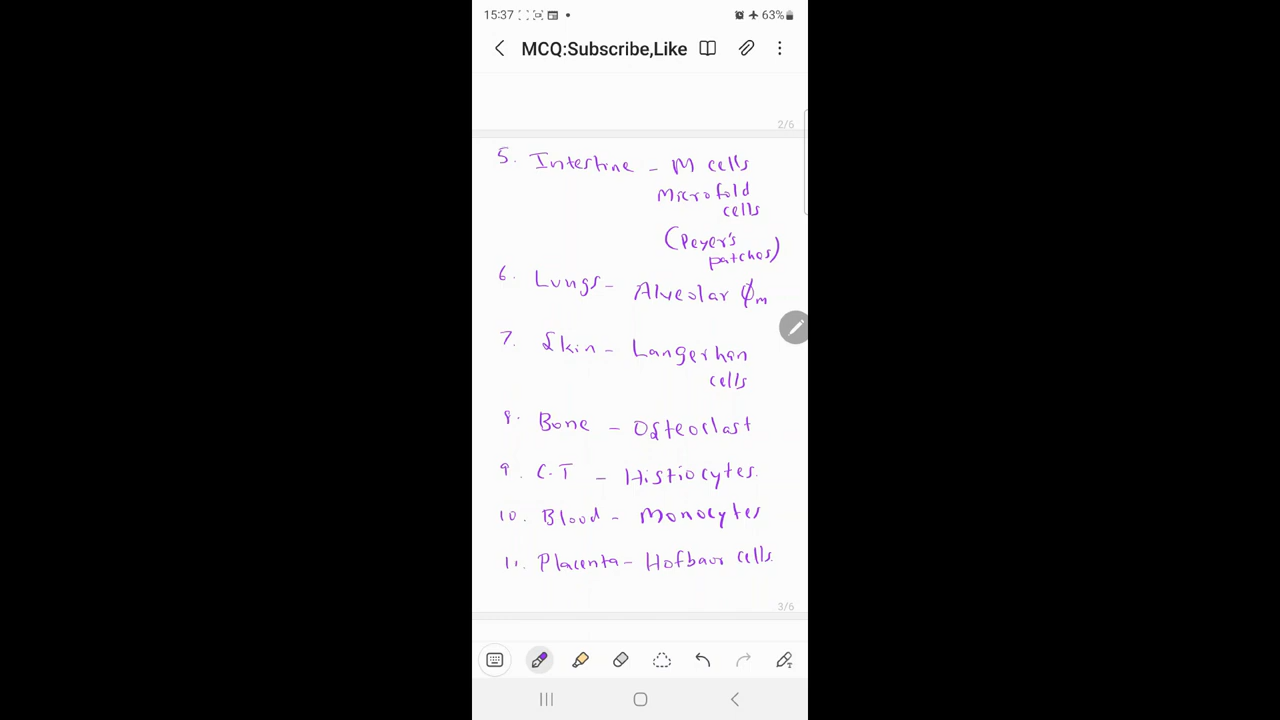 15:37
63%
MCQ:Subscribe,Like
2/6
5. Intestine - M cells
Microfold
cells
(Peyer's
patches)
6. Lungs - Alveolar ϕm
7. Skin - Langerhan
cells
8. Bone - Osteoclast
9. C.T - Histiocytes.
10. Blood - Monocytes
11. Placenta - Hofbaur cells.
3/6